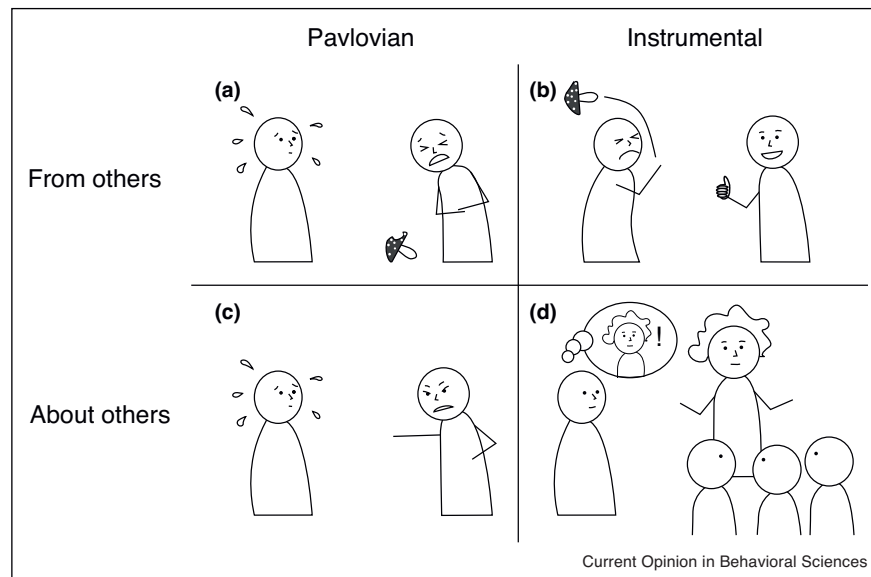 Pavlovian
Instrumental
(a)
(b)
From others
(c)
(d)
!
About others
Current Opinion in Behavioral Sciences